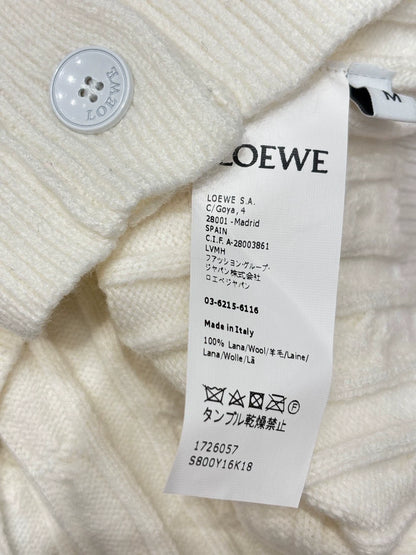 LOEWE
M
LOEWE
LOEWE S.A.
C/Goya, 4
28001 -Madrid
SPAIN
C.I.F. A-28003861
LVMH
ファッション・グループ・
ジャパン株式会社
ロエベジャパン
03-6215-6116
Made in Italy
100% Lana/Wool/羊毛/Laine/
Lana/Wolle/Lã
F
タンブル乾燥禁止
1726057
S800Y16K18